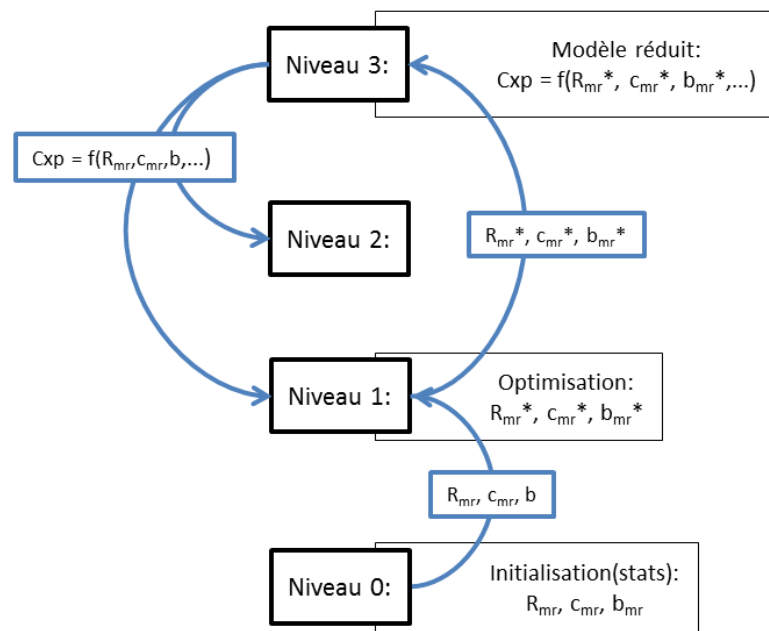 Niveau 3:
Modèle réduit:
Cxp = f(Rmr*, cmr*, bmr*,...)
Cxp = f(Rmr,cmr,b,...)
Niveau 2:
Rmr*, cmr*, bmr*
Niveau 1:
Optimisation:
Rmr*, cmr*, bmr*
Rmr, cmr, b
Niveau 0:
Initialisation(stats):
Rmr, cmr, bmr